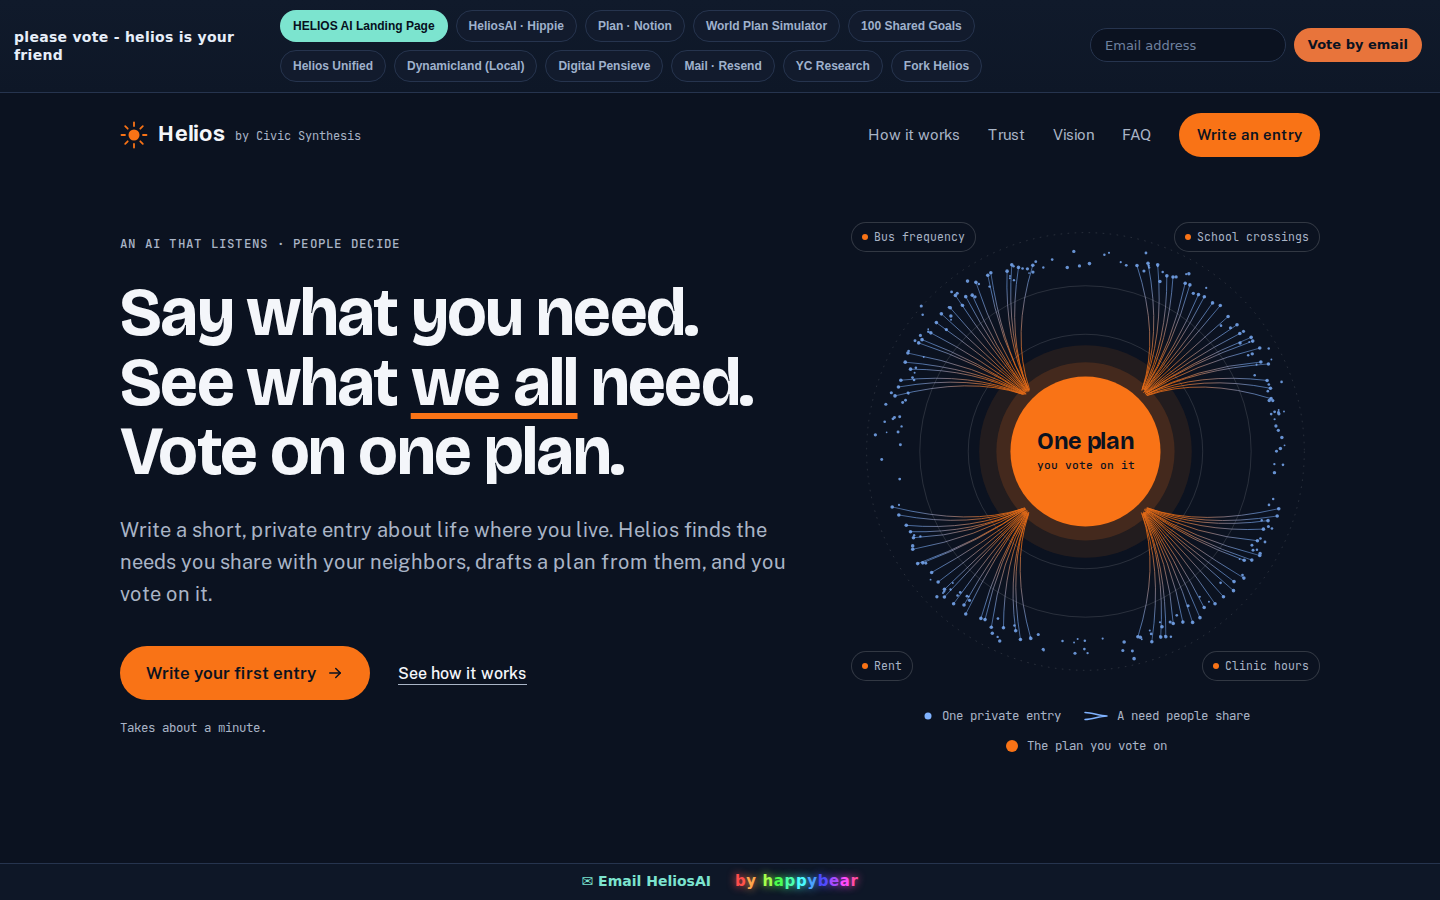 please vote - helios is your
friend
HELIOS AI Landing Page
HeliosAI · Hippie
Plan · Notion
World Plan Simulator
100 Shared Goals
Helios Unified
Dynamicland (Local)
Digital Pensieve
Mail · Resend
YC Research
Fork Helios
Email address
Vote by email
Helios by Civic Synthesis
How it works
Trust
Vision
FAQ
Write an entry
AN AI THAT LISTENS · PEOPLE DECIDE
Say what you need.
See what we all need.
Vote on one plan.
Write a short, private entry about life where you live. Helios finds the
needs you share with your neighbors, drafts a plan from them, and you
vote on it.
Write your first entry →
See how it works
Takes about a minute.
Bus frequency
School crossings
One plan
you vote on it
Rent
Clinic hours
One private entry
A need people share
The plan you vote on
✉ Email HeliosAI
by happybear